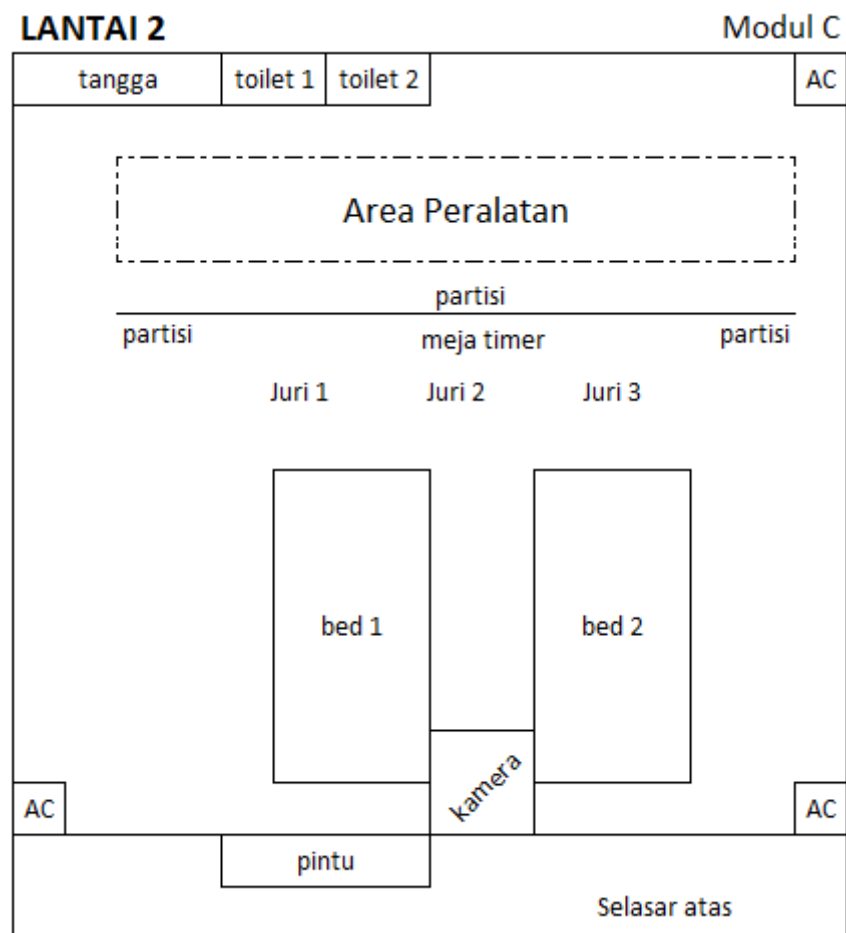 LANTAI 2
Modul C
tangga
toilet 1
toilet 2
AC
Area Peralatan
partisi
partisi
meja timer
partisi
Juri 1
Juri 2
Juri 3
bed 1
bed 2
kamera
AC
AC
pintu
Selasar atas